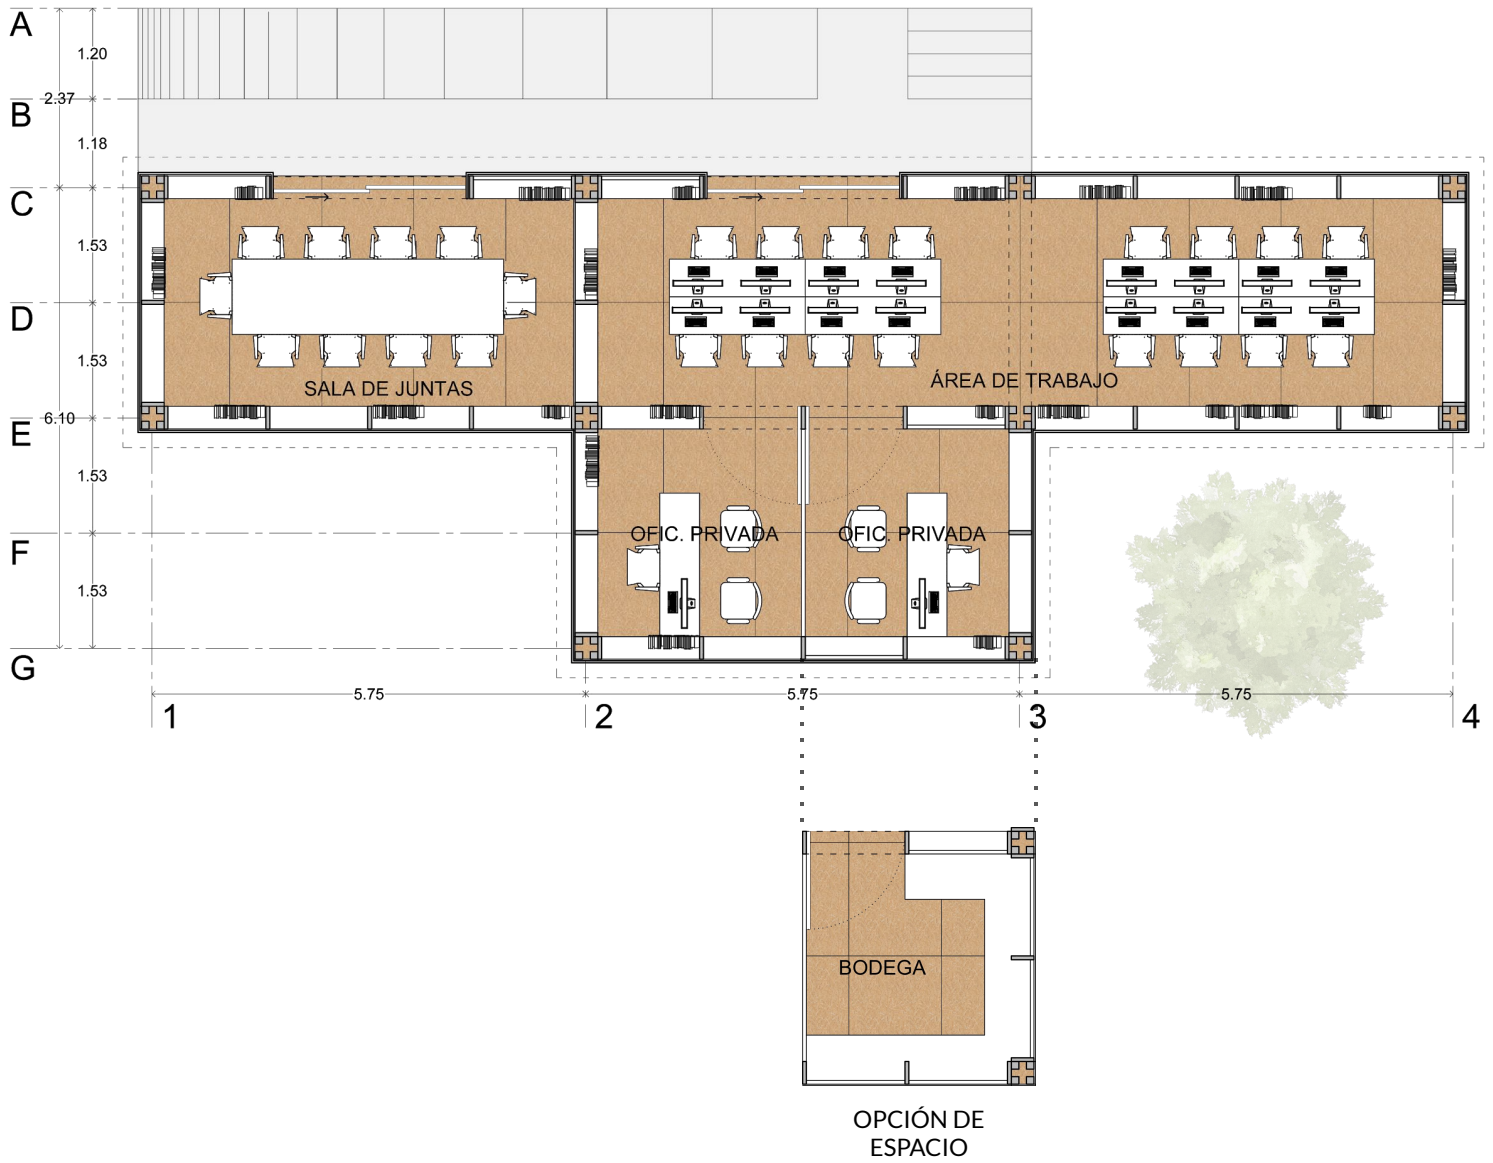 A
1.20
2.37
B
1.18
C
1.53
D
1.53
SALA DE JUNTAS
ÁREA DE TRABAJO
6.10
E
1.53
OFIC. PRIVADA
OFIC. PRIVADA
F
1.53
G
5.75
5.75
5.75
1
2
3
4
BODEGA
OPCIÓN DE
ESPACIO